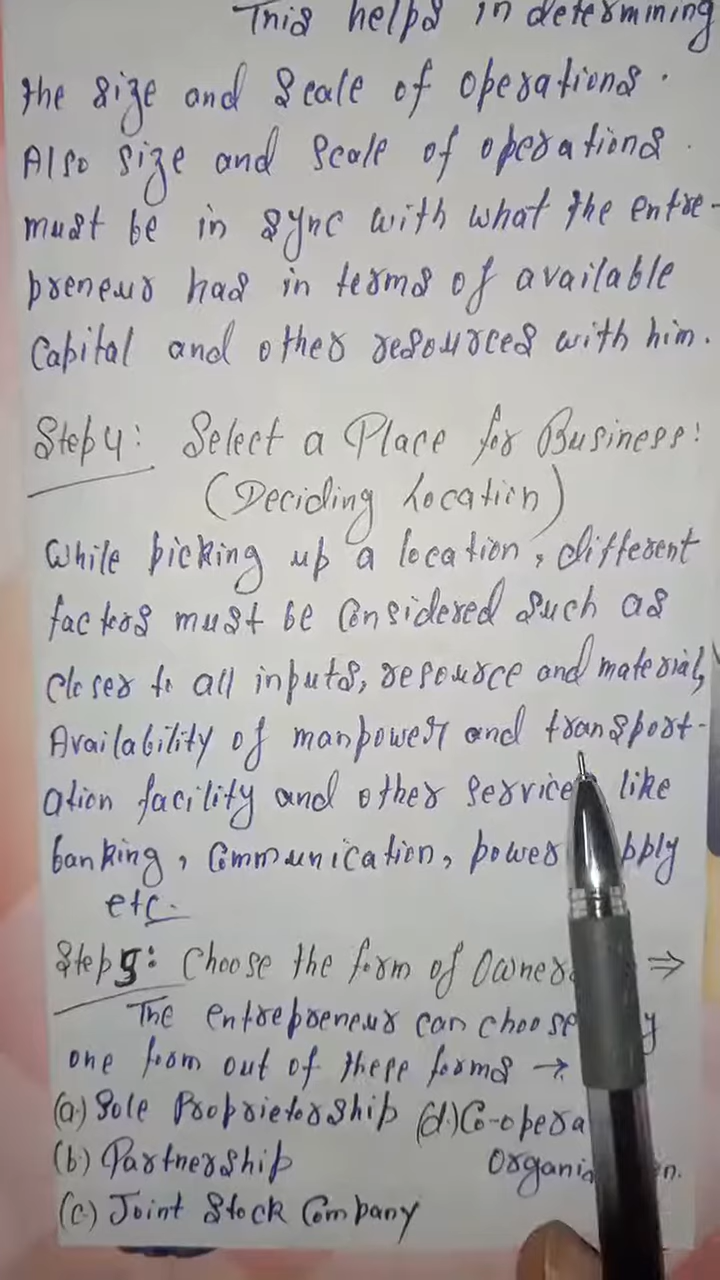 This helps in determining
the size and scale of operations.
Also size and scale of operations.
must be in sync with what the entre-
preneur has in terms of available
Capital and other resources with him.
Step 4: Select a Place for Business:
(Deciding Location)
While picking up a location, different
factors must be Considered such as
closer to all inputs, resource and material,
Availability of manpower and transport-
ation facility and other service like
banking, Communication, power pply
etc.
Step 5: Choose the form of Owner ⇒
The entrepreneur can choose y
one form out of these forms →
(a) Sole Proprietorship (d) Co-opera
(b) Partnership Organi n.
(c) Joint Stock Company